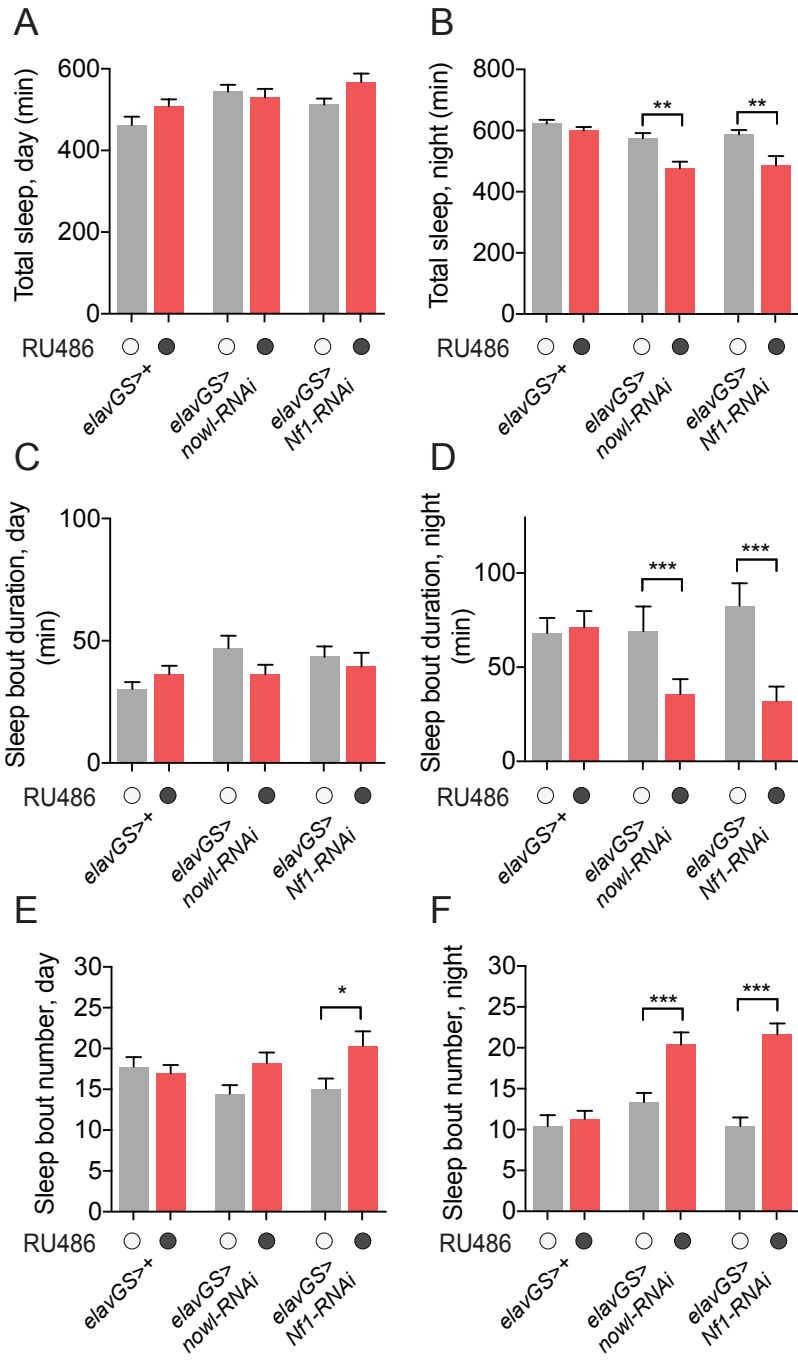 A
Total sleep, day (min)
600
400
200
0
RU486
elavGS>+
elavGS>
nowl-RNAi
elavGS>
Nf1-RNAi
B
Total sleep, night (min)
800
600
400
200
0
**
**
RU486
elavGS>+
elavGS>
nowl-RNAi
elavGS>
Nf1-RNAi
C
Sleep bout duration, day
(min)
100
50
0
RU486
elavGS>+
elavGS>
nowl-RNAi
elavGS>
Nf1-RNAi
D
Sleep bout duration, night
(min)
100
50
0
***
***
RU486
elavGS>+
elavGS>
nowl-RNAi
elavGS>
Nf1-RNAi
E
Sleep bout number, day
30
25
20
15
10
5
0
*
RU486
elavGS>+
elavGS>
nowl-RNAi
elavGS>
Nf1-RNAi
F
Sleep bout number, night
30
25
20
15
10
5
0
***
***
RU486
elavGS>+
elavGS>
nowl-RNAi
elavGS>
Nf1-RNAi